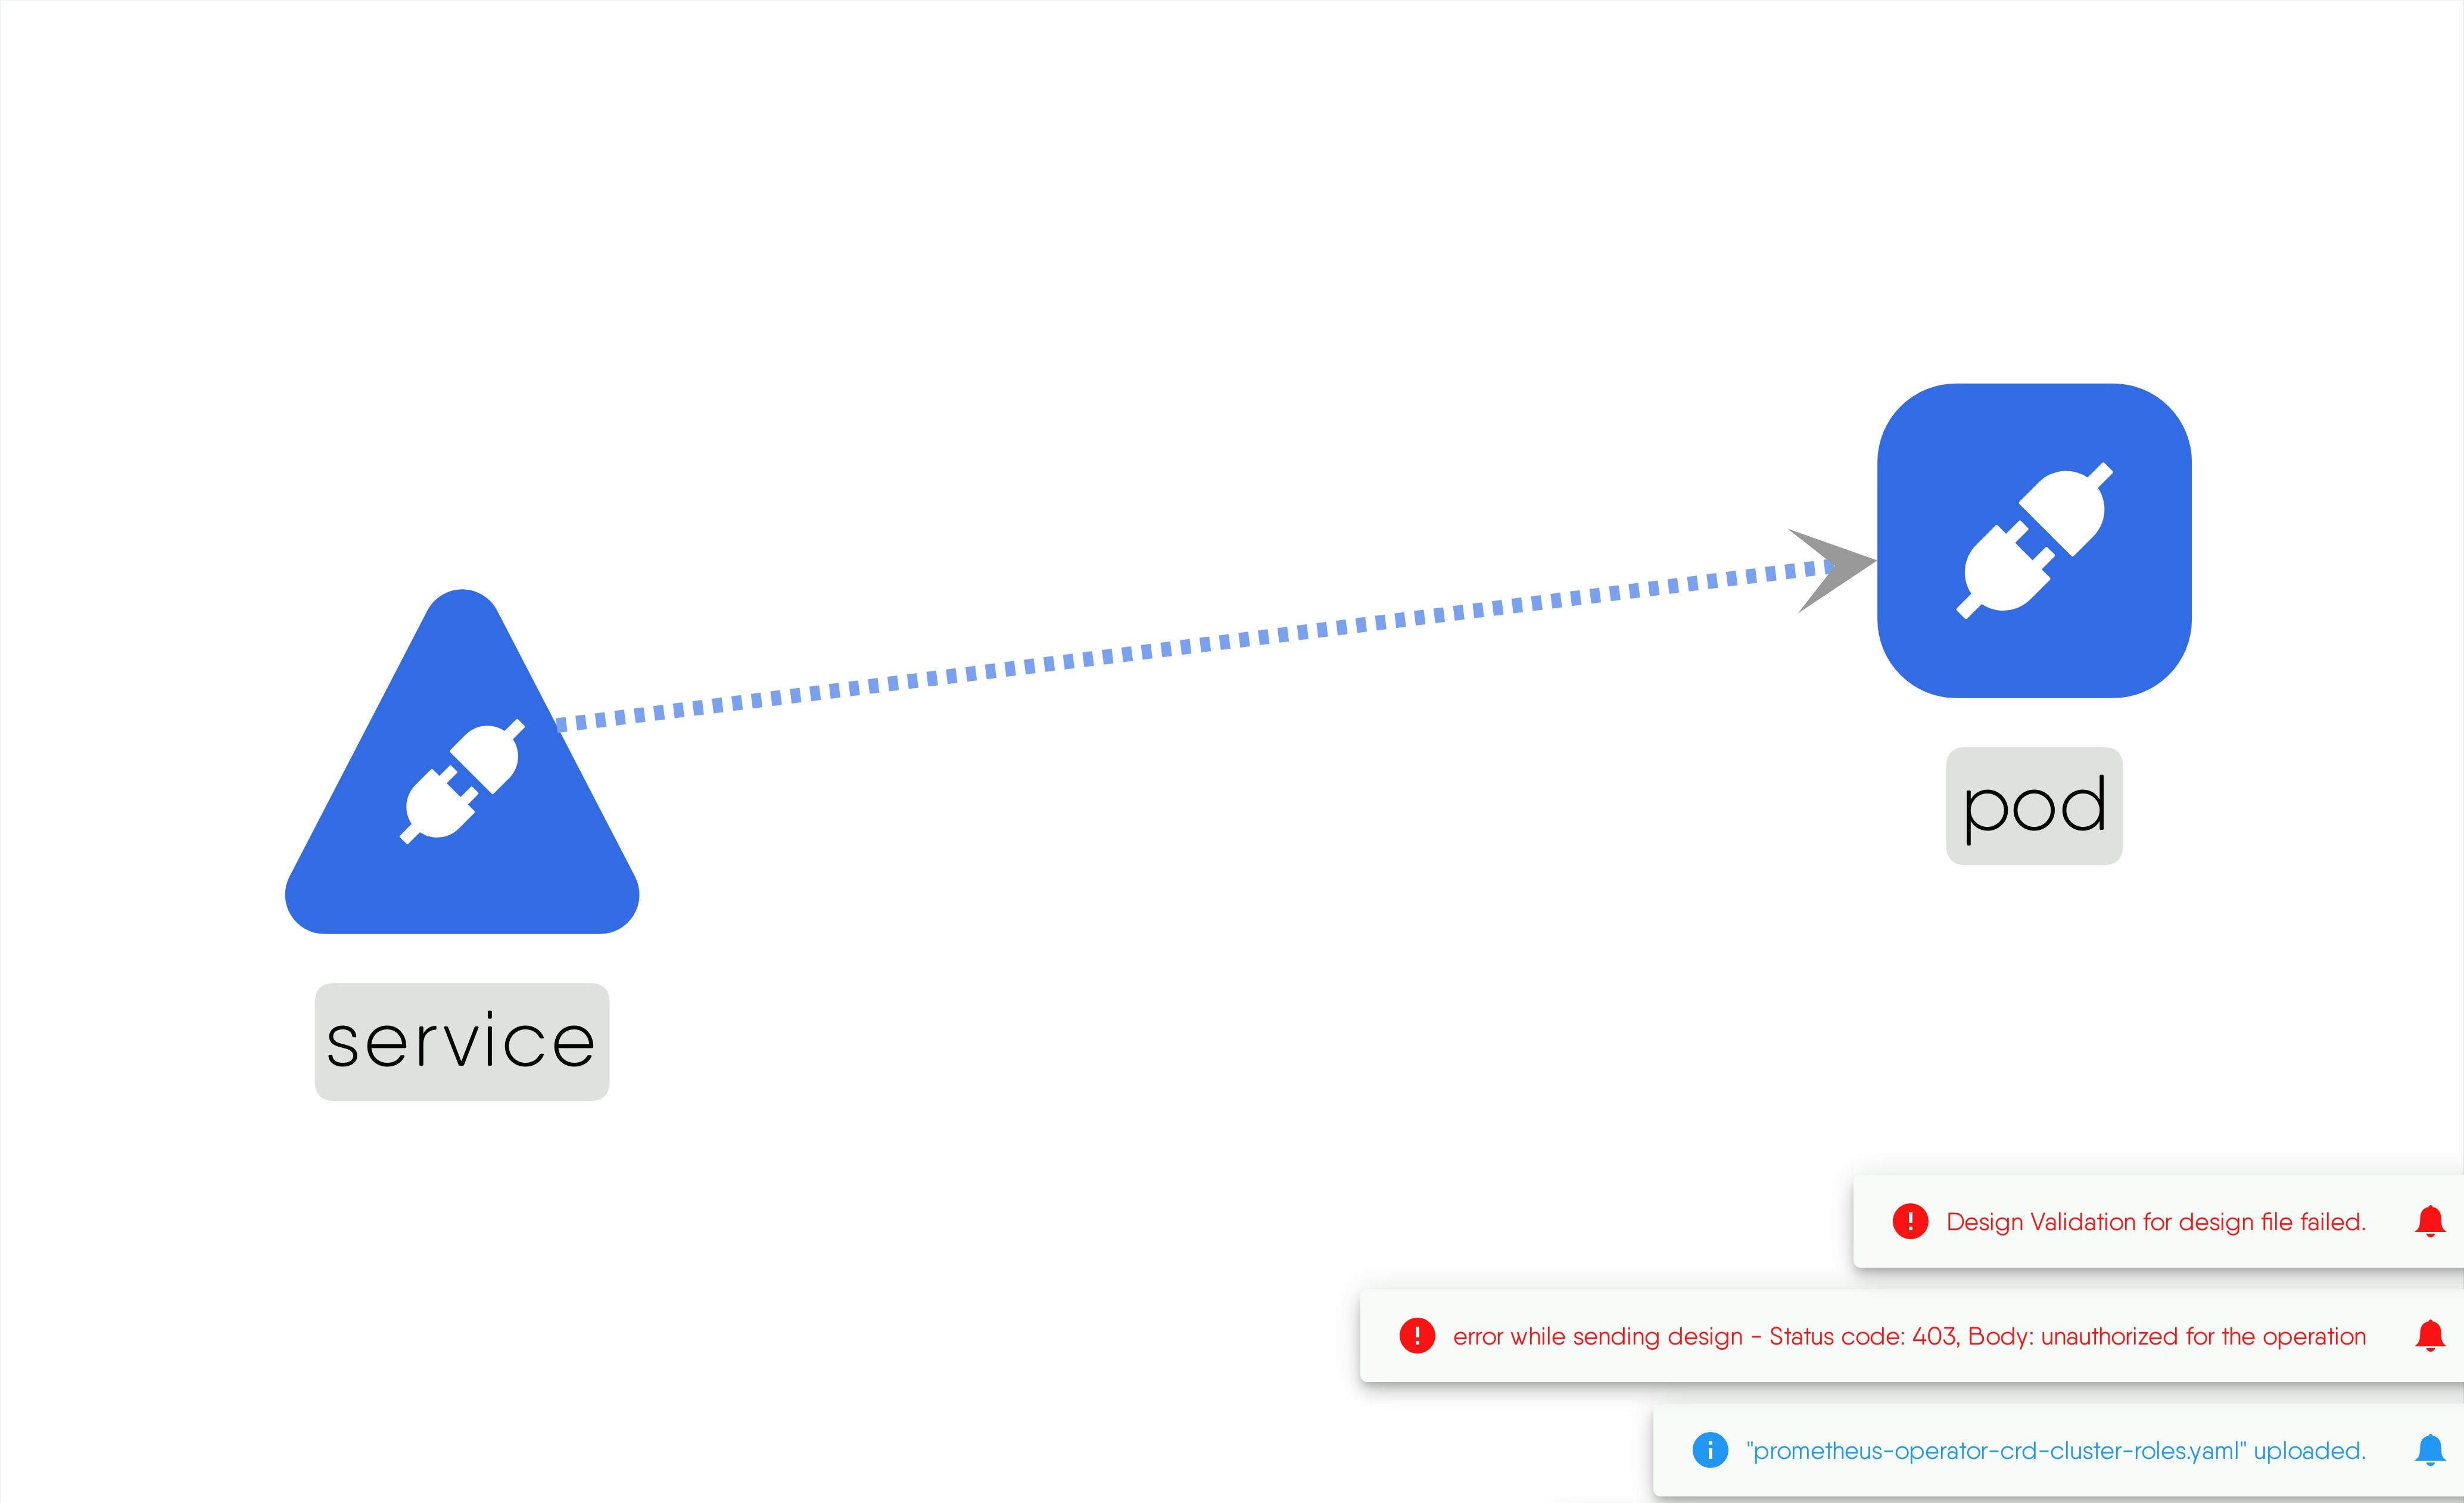 pod
service
Design Validation for design file failed.
error while sending design - Status code: 403, Body: unauthorized for the operation
"prometheus-operator-crd-cluster-roles.yaml" uploaded.